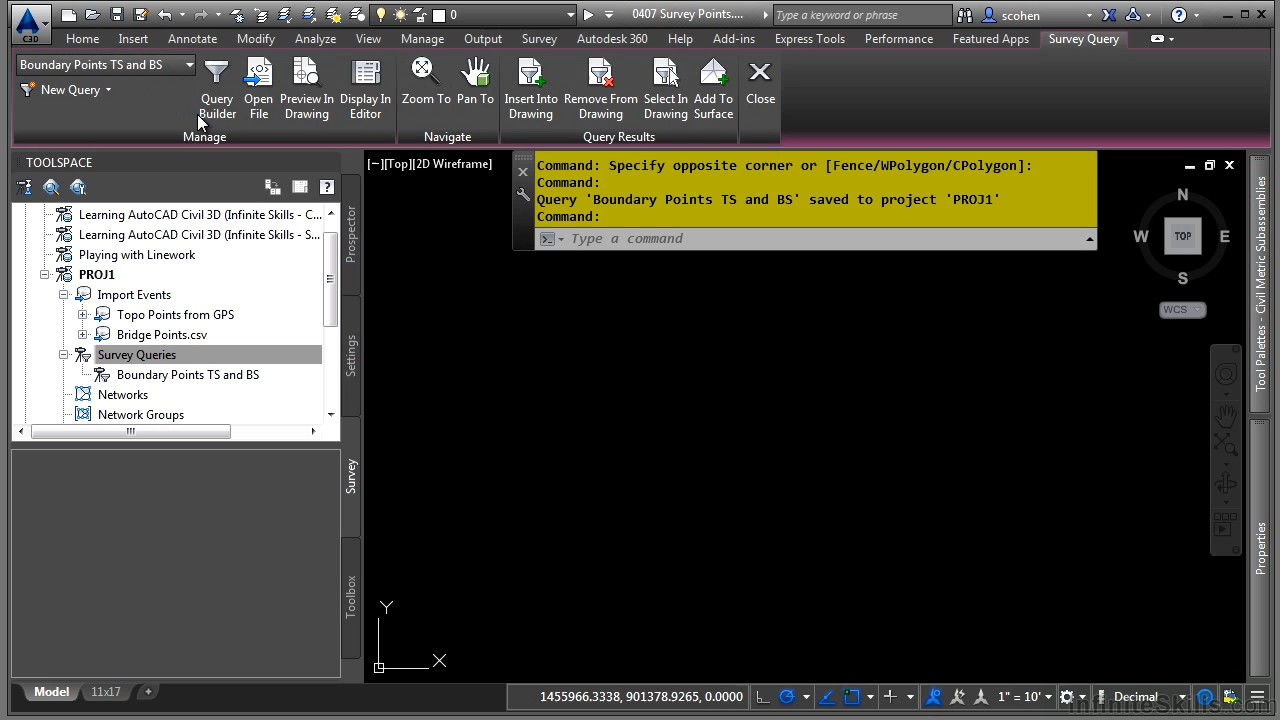 0
0407 Survey Points....
Type a keyword or phrase
scohen
C3D
Home
Insert
Annotate
Modify
Analyze
View
Manage
Output
Survey
Autodesk 360
Help
Add-ins
Express Tools
Performance
Featured Apps
Survey Query
Boundary Points TS and BS
New Query
Query
Builder
Open
File
Preview In
Drawing
Display In
Editor
Zoom To
Pan To
Insert Into
Drawing
Remove From
Drawing
Select In
Drawing
Add To
Surface
Close
Manage
Navigate
Query Results
TOOLSPACE
Learning AutoCAD Civil 3D (Infinite Skills - C...
Learning AutoCAD Civil 3D (Infinite Skills - S...
Playing with Linework
PROJ1
Import Events
Topo Points from GPS
Bridge Points.csv
Survey Queries
Boundary Points TS and BS
Networks
Network Groups
Prospector
Settings
Survey
Toolbox
[−][Top][2D Wireframe]
Command: Specify opposite corner or [Fence/WPolygon/CPolygon]:
Command:
Query 'Boundary Points TS and BS' saved to project 'PROJ1'
Command:
Type a command
N
W
TOP
E
S
WCS
Tool Palettes - Civil Metric Subassemblies
Properties
Y
X
Model
11x17
1455966.3338, 901378.9265, 0.0000
1" = 10'
Decimal
InfiniteSkills.com